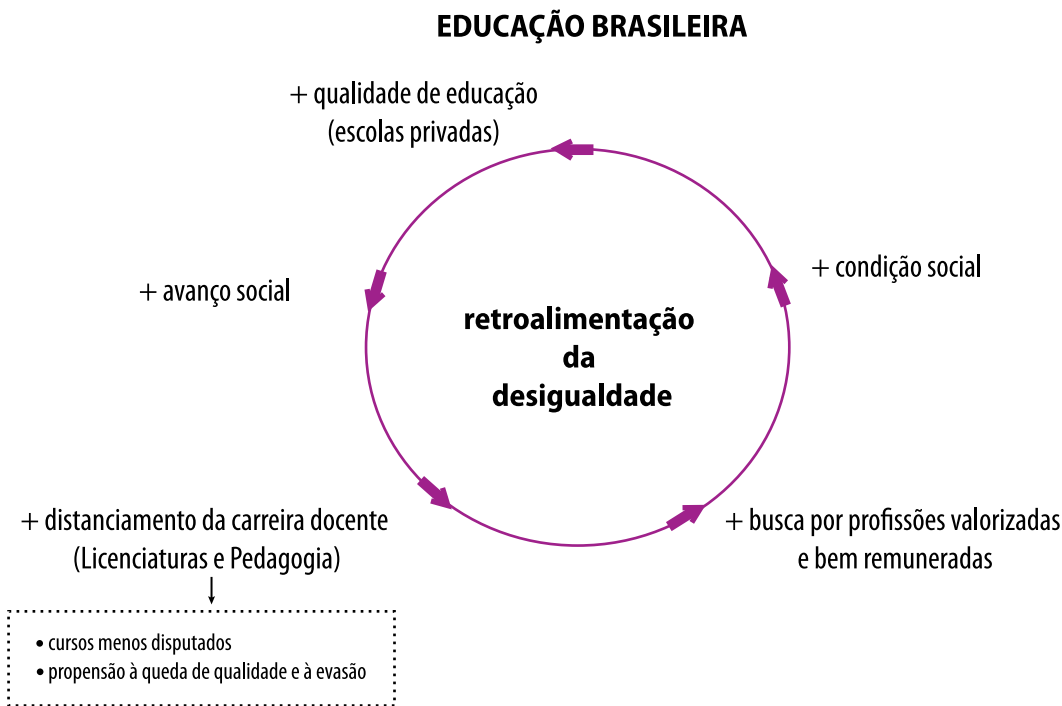 EDUCAÇÃO BRASILEIRA
+ qualidade de educação
(escolas privadas)
+ avanço social
+ condição social
retroalimentação
da
desigualdade
+ distanciamento da carreira docente
(Licenciaturas e Pedagogia)
+ busca por profissões valorizadas
e bem remuneradas
• cursos menos disputados
• propensão à queda de qualidade e à evasão